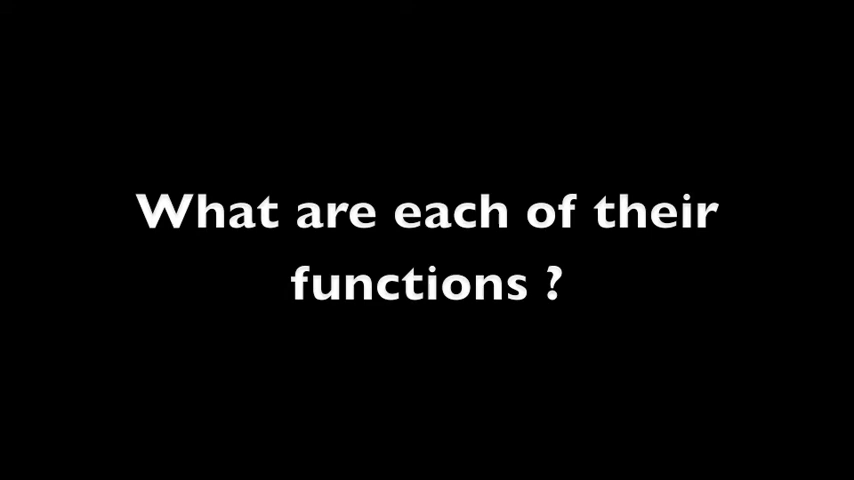 What are each of their
functions ?